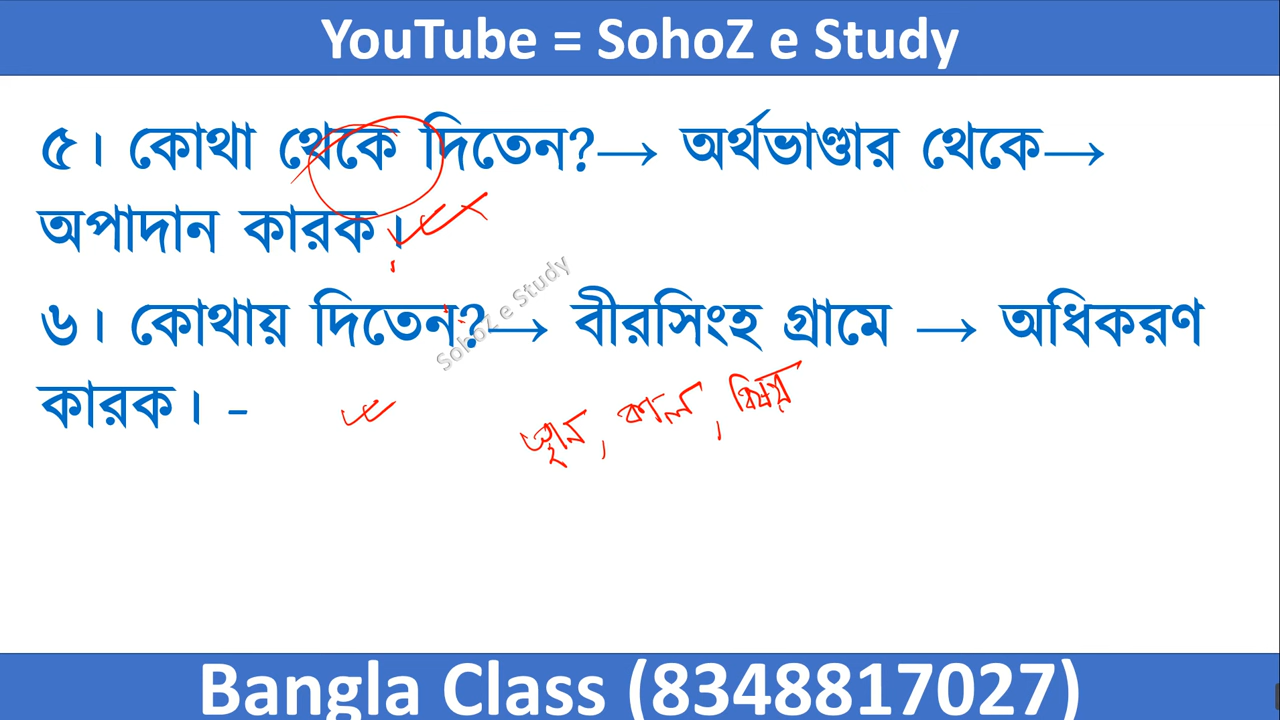 YouTube = SohoZ e Study
৫। কোথা থেকে দিতেন?→ অর্থভাণ্ডার থেকে→
অপাদান কারক।
৬। কোথায় দিতেন?→ বীরসিংহ গ্রামে → অধিকরণ
কারক। -
স্থান, কাল, বিষয়
SohoZ e Study
Bangla Class (8348817027)